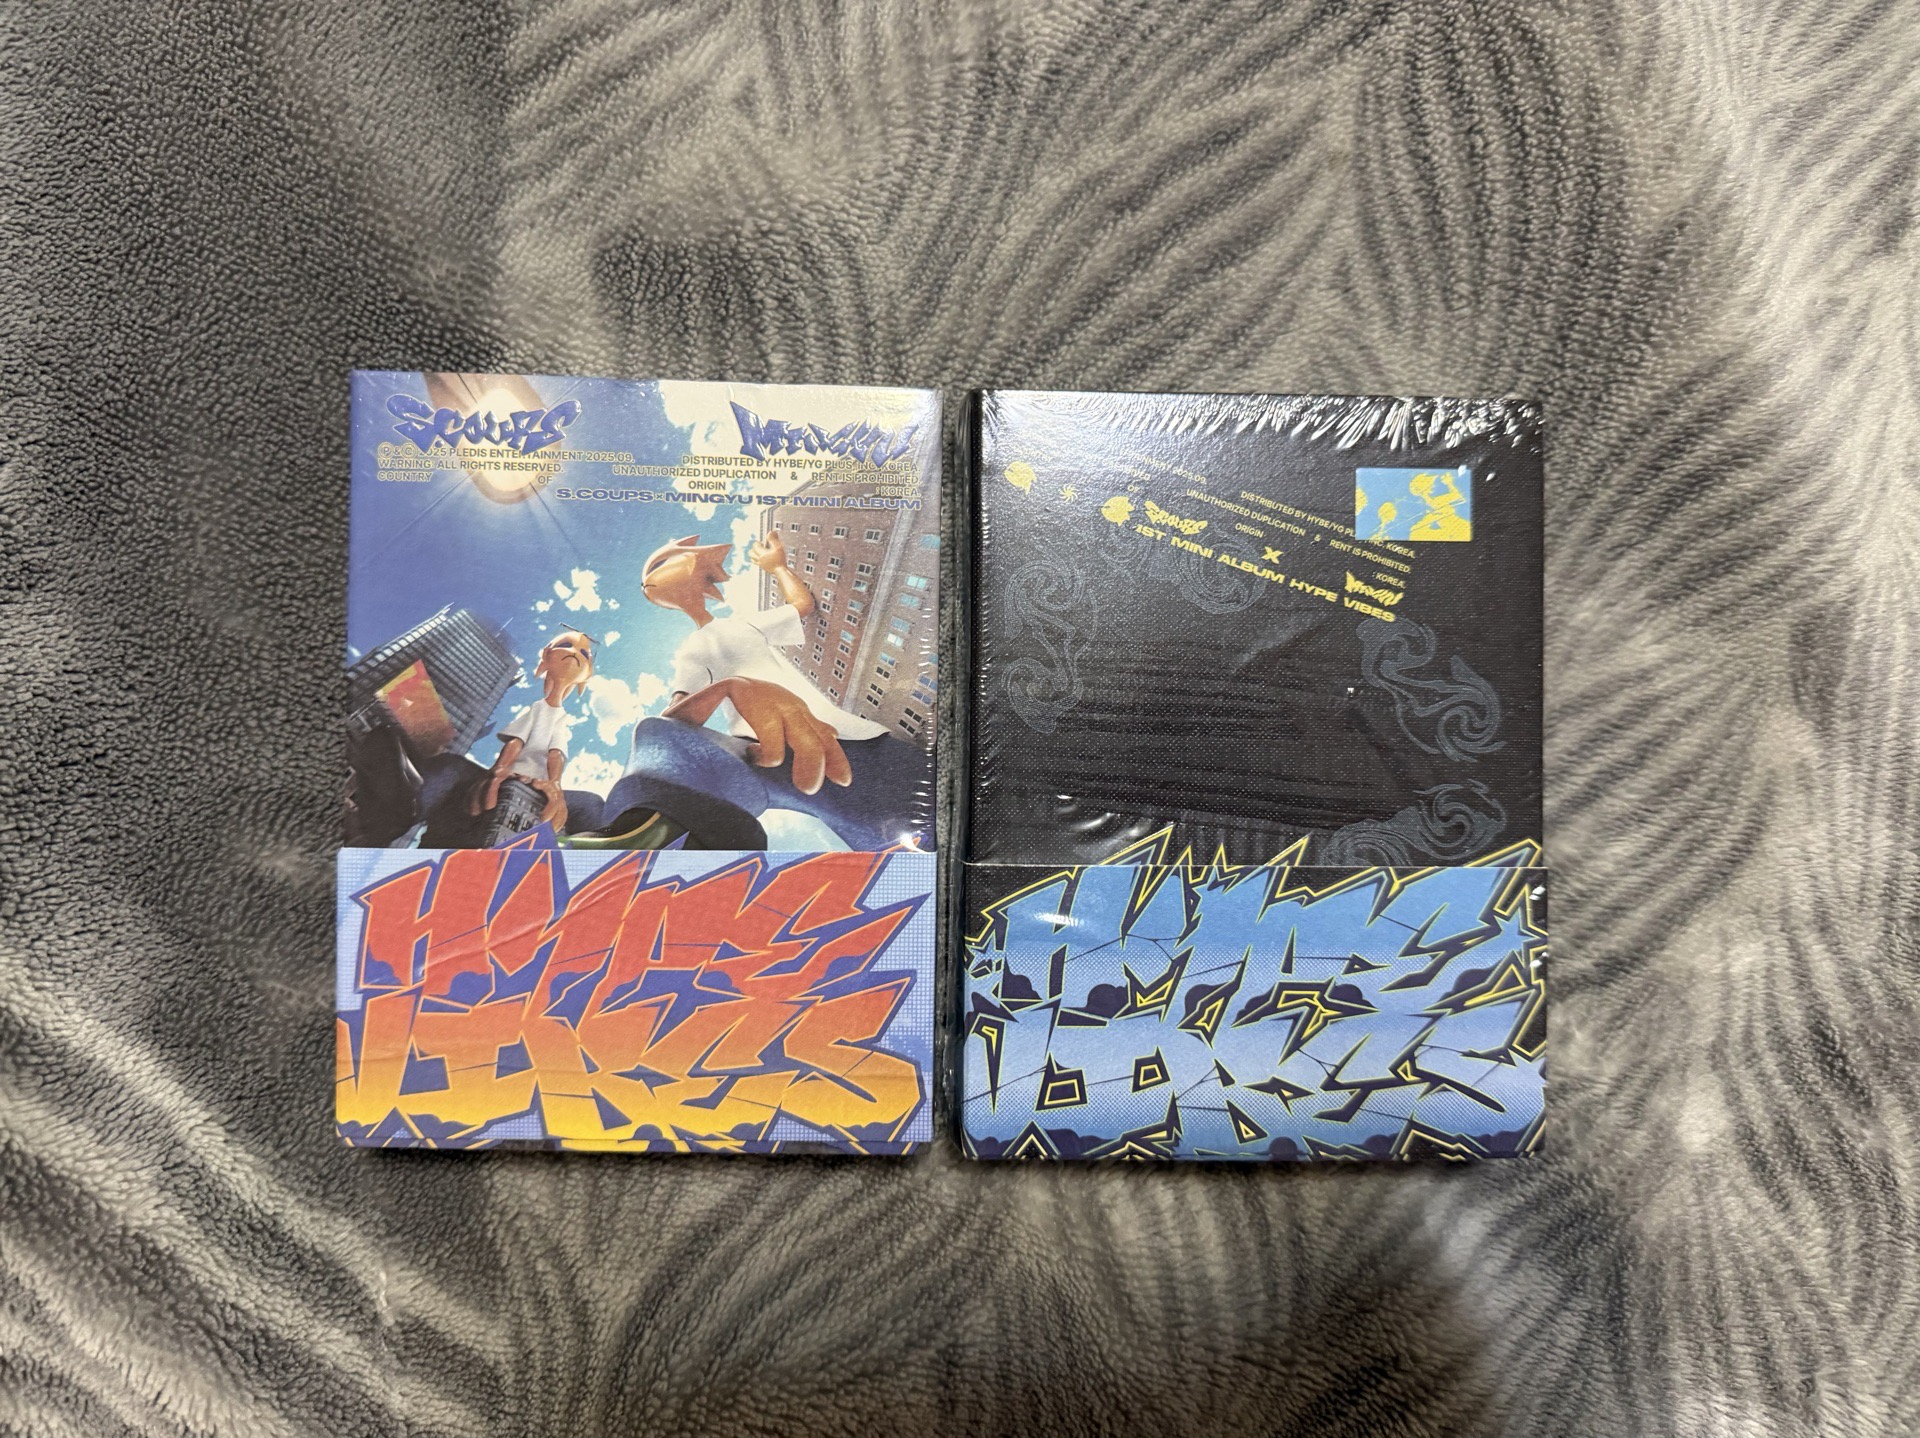 S.COUPS
MINGYU
Ⓟ & Ⓒ 2025 PLEDIS ENTERTAINMENT 2025.09.
DISTRIBUTED BY HYBE/YG PLUS, INC. KOREA.
WARNING: ALL RIGHTS RESERVED.
UNAUTHORIZED DUPLICATION & RENT IS PROHIBITED.
COUNTRY OF ORIGIN : KOREA.
S.COUPS × MINGYU 1ST MINI ALBUM
HYPE
VIBES
2025.09.
DISTRIBUTED BY HYBE/YG PLUS, INC. KOREA.
UNAUTHORIZED DUPLICATION & RENT IS PROHIBITED.
OF ORIGIN : KOREA.
S.COUPS X MINGYU
1ST MINI ALBUM HYPE VIBES
HYPE
VIBES